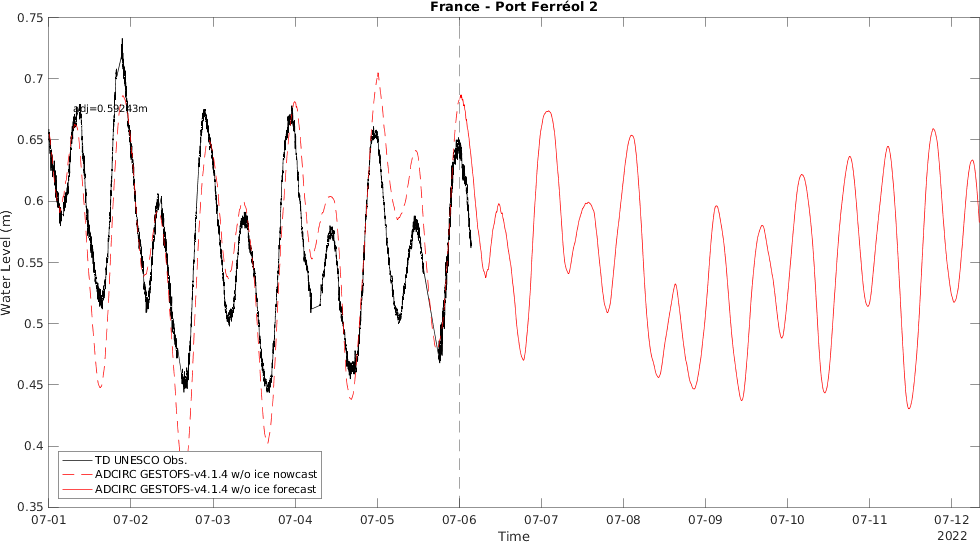 France - Port Ferréol 2
0.75
0.7
0.65
0.6
0.55
0.5
0.45
0.4
0.35
Water Level (m)
adj=0.59243m
TD UNESCO Obs.
ADCIRC GESTOFS-v4.1.4 w/o ice nowcast
ADCIRC GESTOFS-v4.1.4 w/o ice forecast
07-01 07-02 07-03 07-04 07-05 07-06 07-07 07-08 07-09 07-10 07-11 07-12
2022
Time